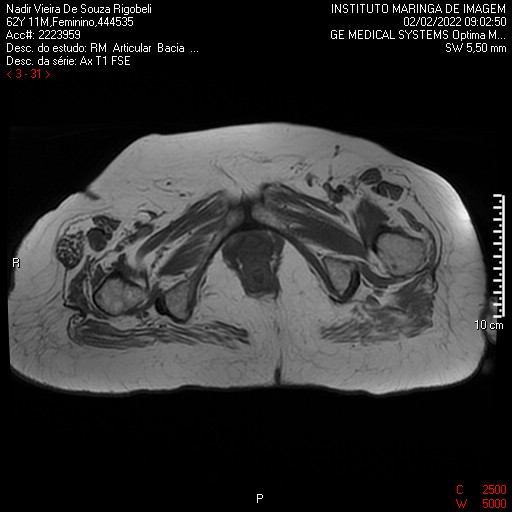 Nadir Vieira De Souza Rigobeli
62Y 11M,Feminino,444535
Acc#: 2223959
Desc. do estudo: RM Articular Bacia ...
Desc. da série: Ax T1 FSE
< 3 - 31 >
INSTITUTO MARINGA DE IMAGEM
02/02/2022 09:02:50
GE MEDICAL SYSTEMS Optima M...
SW 5,50 mm
R
10 cm
P
C 2500
W 5000